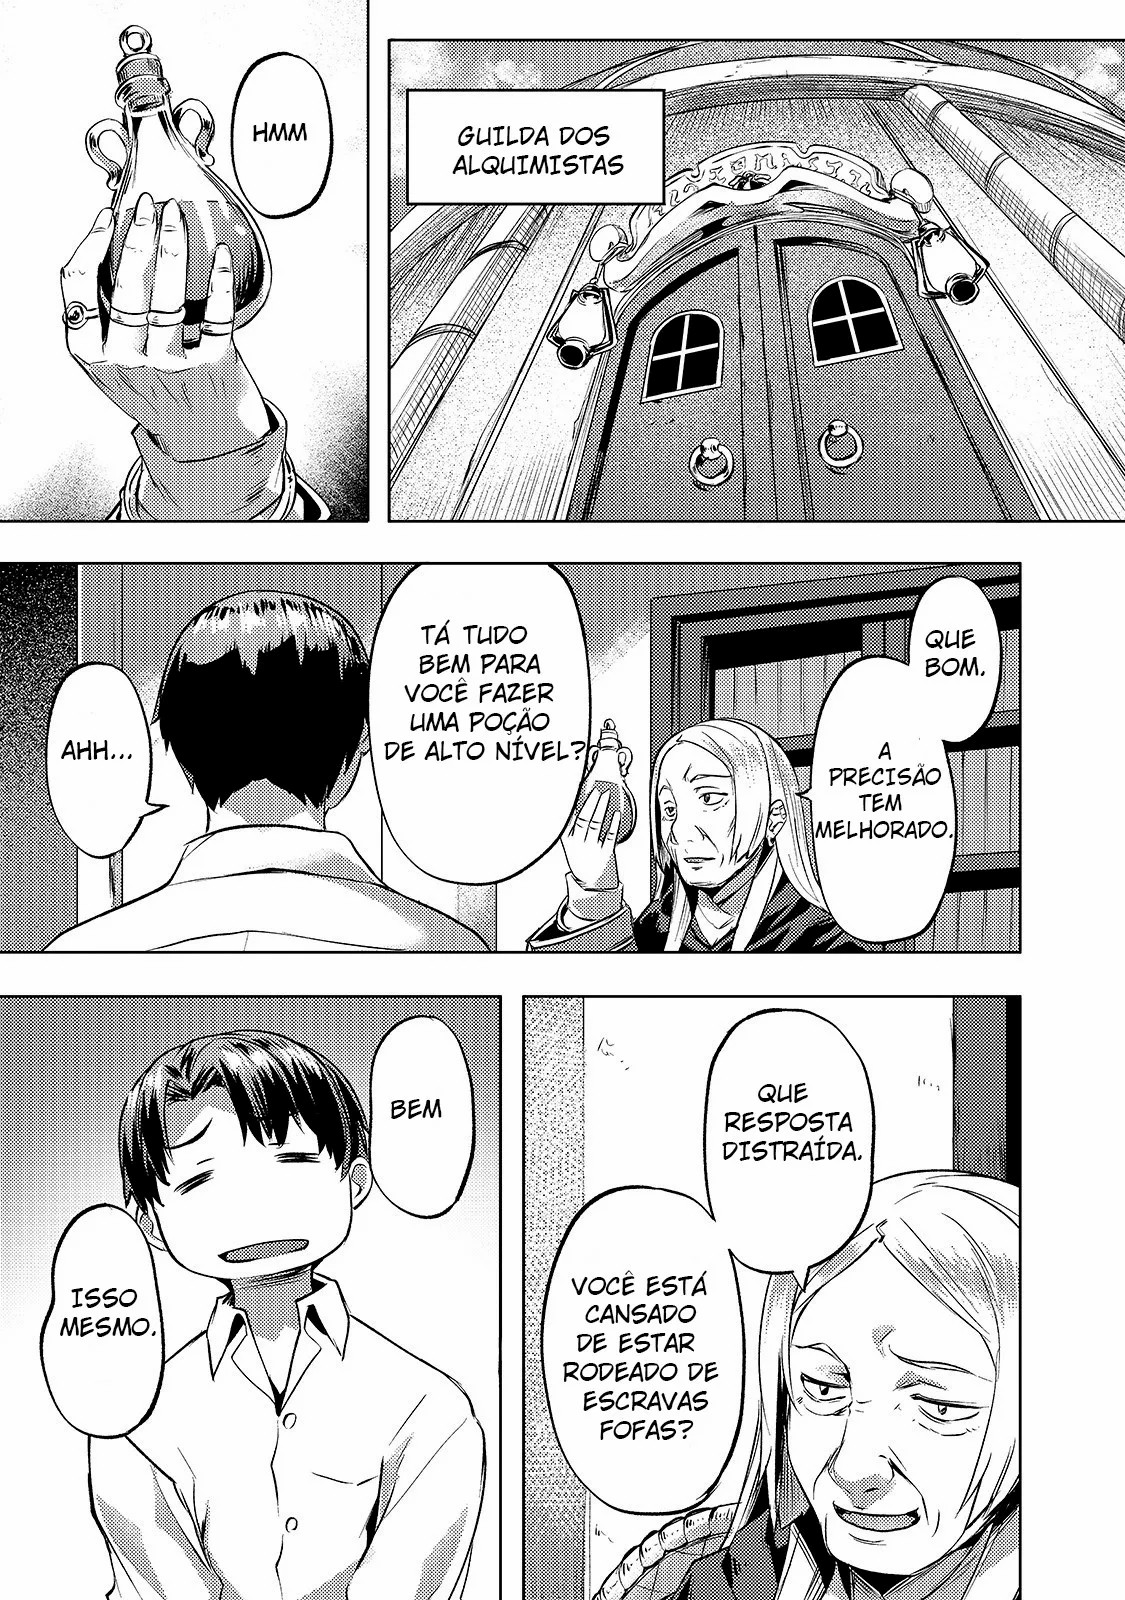 GUILDA DOS
ALQUIMISTAS
HMM
QUE
BOM.
A
PRECISÃO
TEM
MELHORADO.
TÁ TUDO
BEM PARA
VOCÊ FAZER
UMA POÇÃO
DE ALTO NÍVEL?
AHH...
QUE
RESPOSTA
DISTRAÍDA.
VOCÊ ESTÁ
CANSADO
DE ESTAR
RODEADO DE
ESCRAVAS
FOFAS?
BEM
ISSO
MESMO.